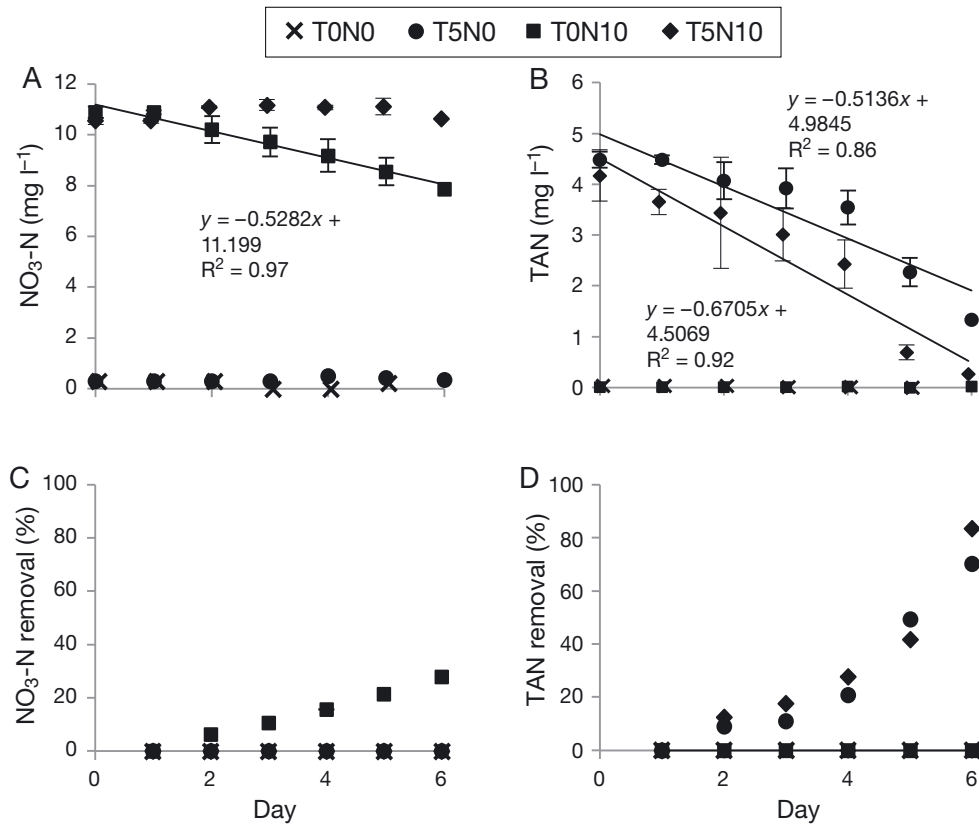 T0N0 T5N0 T0N10 T5N10
A
12
10
8
6
4
2
0
NO₃-N (mg l⁻¹)
y = −0.5282x +
11.199
R² = 0.97
B
6
5
4
3
2
1
0
TAN (mg l⁻¹)
y = −0.5136x +
4.9845
R² = 0.86
y = −0.6705x +
4.5069
R² = 0.92
C
100
80
60
40
20
0
NO₃-N removal (%)
0 2 4 6
Day
D
100
80
60
40
20
0
TAN removal (%)
0 2 4 6
Day